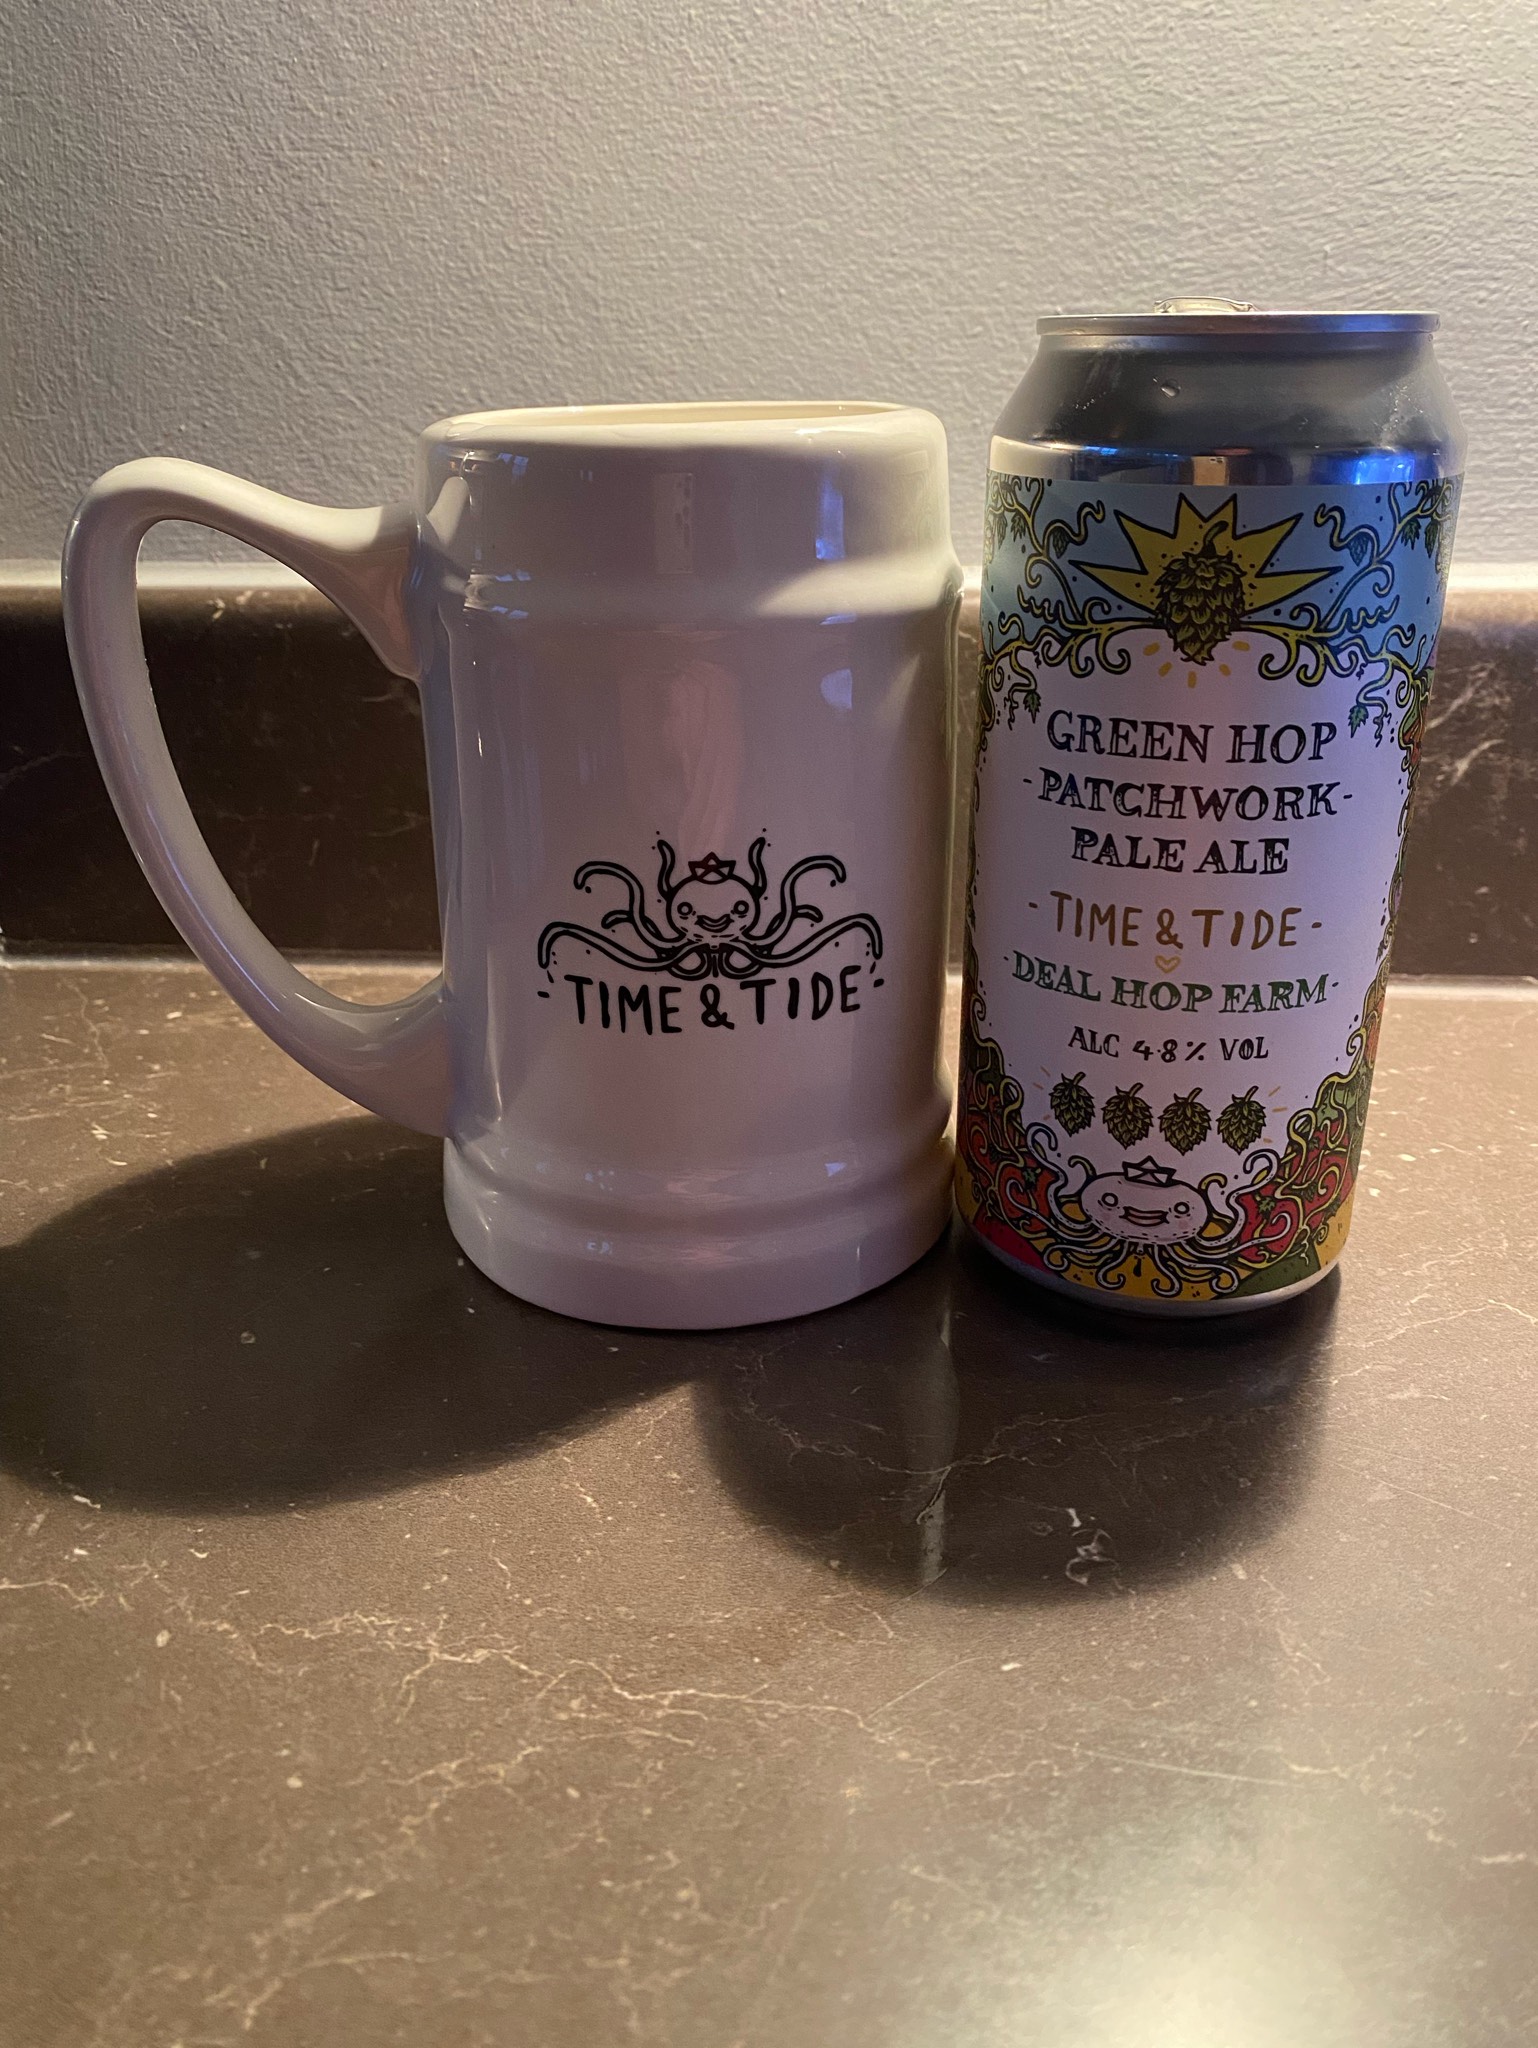 - TIME & TIDE -
GREEN HOP
- PATCHWORK -
PALE ALE
- TIME & TIDE -
- DEAL HOP FARM -
ALC 4.8% VOL